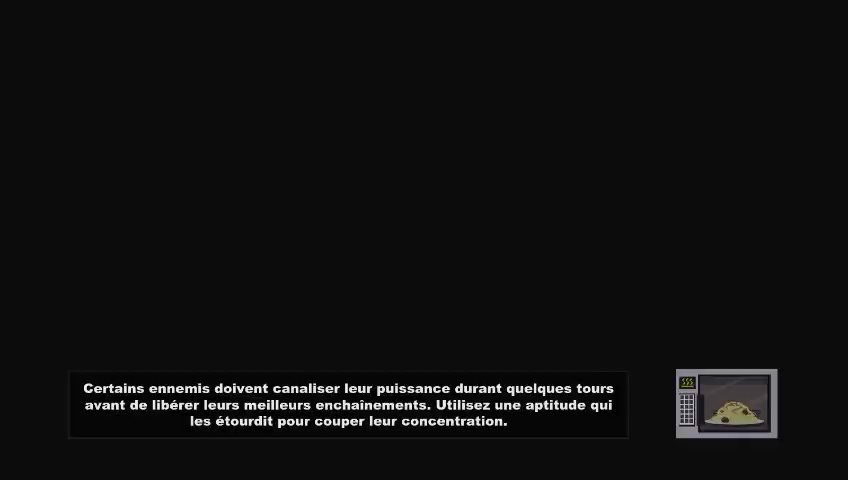 Certains ennemis doivent canaliser leur puissance durant quelques tours
avant de libérer leurs meilleurs enchaînements. Utilisez une aptitude qui
les étourdit pour couper leur concentration.